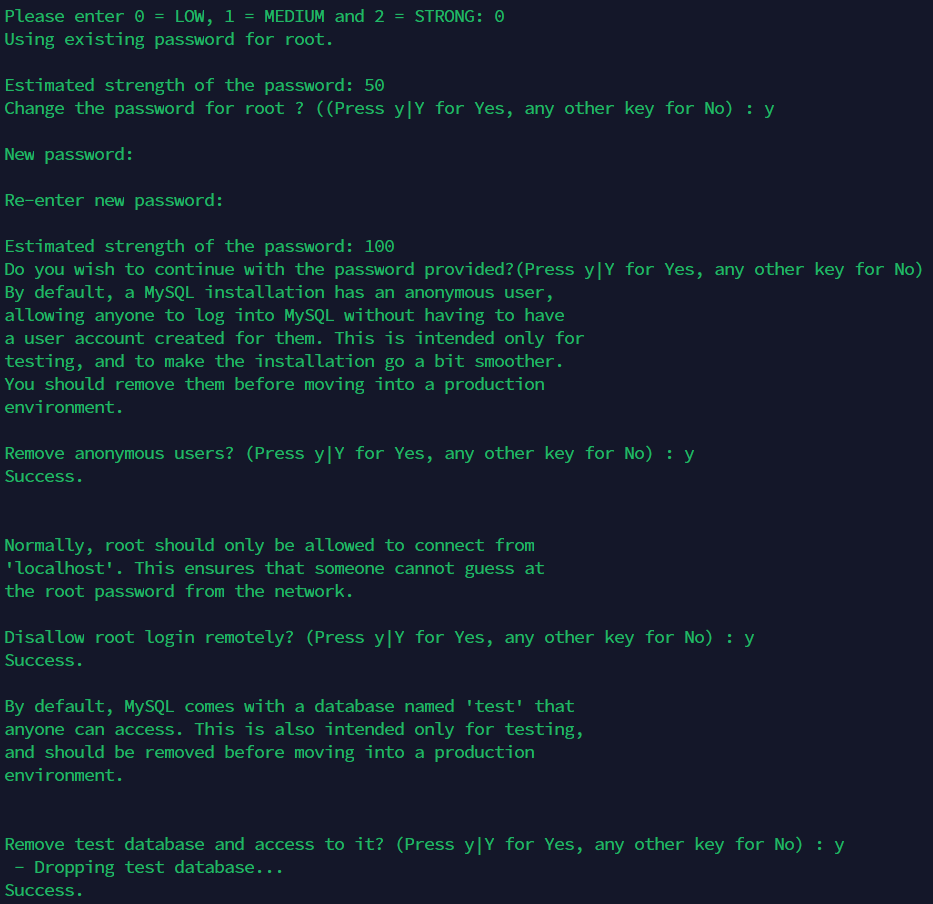 Please enter 0 = LOW, 1 = MEDIUM and 2 = STRONG: 0
Using existing password for root.
Estimated strength of the password: 50
Change the password for root ? ((Press y|Y for Yes, any other key for No) : y
New password:
Re-enter new password:
Estimated strength of the password: 100
Do you wish to continue with the password provided?(Press y|Y for Yes, any other key for No)
By default, a MySQL installation has an anonymous user,
allowing anyone to log into MySQL without having to have
a user account created for them. This is intended only for
testing, and to make the installation go a bit smoother.
You should remove them before moving into a production
environment.
Remove anonymous users? (Press y|Y for Yes, any other key for No) : y
Success.
Normally, root should only be allowed to connect from
'localhost'. This ensures that someone cannot guess at
the root password from the network.
Disallow root login remotely? (Press y|Y for Yes, any other key for No) : y
Success.
By default, MySQL comes with a database named 'test' that
anyone can access. This is also intended only for testing,
and should be removed before moving into a production
environment.
Remove test database and access to it? (Press y|Y for Yes, any other key for No) : y
 - Dropping test database...
Success.